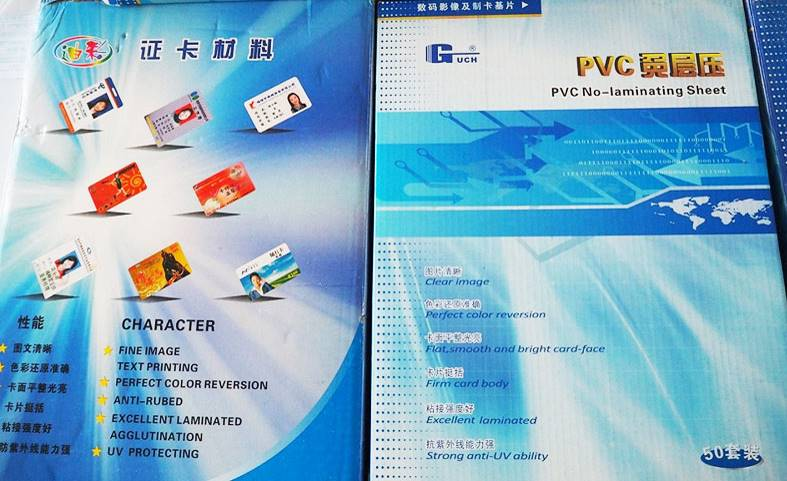 迪彩
证卡材料
性能
图文清晰
色彩还原准确
卡面平整光亮
卡片挺括
粘接强度好
防紫外线能力强
CHARACTER
FINE IMAGE
TEXT PRINTING
PERFECT COLOR REVERSION
ANTI-RUBED
EXCELLENT LAMINATED
AGGLUTINATION
UV PROTECTING
数码影像及制卡基片
GUCH®
PVC 免层压
PVC No-laminating Sheet
图片清晰
Clear image
色彩还原准确
Perfect color reversion
卡面平整光亮
Flat,smooth and bright card-face
卡片挺括
Firm card body
粘接强度好
Excellent laminated
抗紫外线能力强
Strong anti-UV ability
50套装